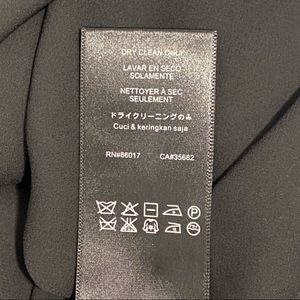 DRY CLEAN ONLY
LAVAR EN SECO
SOLAMENTE
NETTOYER À SEC
SEULEMENT
ドライクリーニングのみ
Cuci & keringkan saja
RN#86017 CA#35682